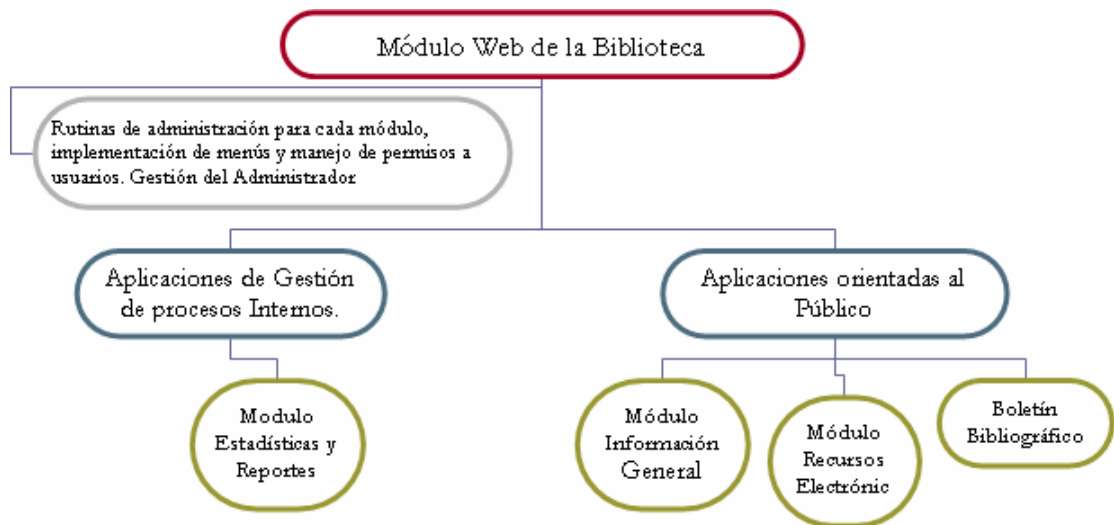 Módulo Web de la Biblioteca
Rutinas de administración para cada módulo,
implementación de menús y manejo de permisos a
usuarios. Gestión del Administrador
Aplicaciones de Gestión
de procesos Internos.
Aplicaciones orientadas al
Público
Modulo
Estadísticas y
Reportes
Módulo
Información
General
Módulo
Recursos
Electrónic
Boletín
Bibliográfico